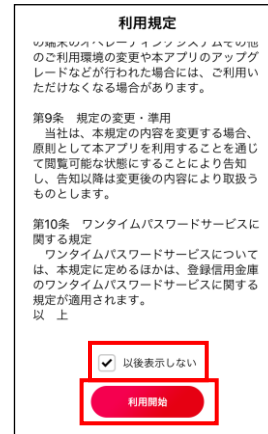 利用規定
の端末のオペレーティングシステムその他
のご利用環境の変更や本アプリのアップグ
レードなどが行われた場合には、ご利用い
ただけなくなる場合があります。
第9条　規定の変更・準用
　当社は、本規定の内容を変更する場合、
原則として本アプリを利用することを通じ
て閲覧可能な状態にすることにより告知
し、告知以降は変更後の内容により取扱う
ものとします。
第10条　ワンタイムパスワードサービスに
関する規定
　ワンタイムパスワードサービスについて
は、本規定に定めるほかは、登録信用金庫
のワンタイムパスワードサービスに関する
規定が適用されます。
以　上
以後表示しない
利用開始